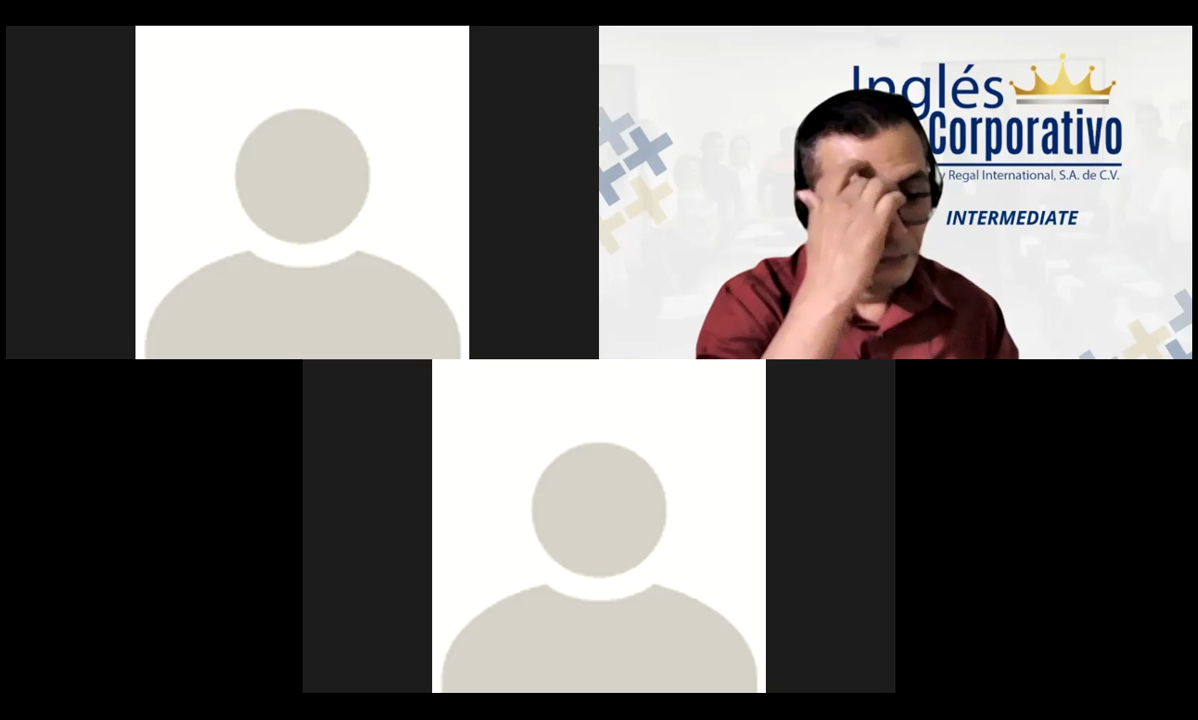 Inglés
Corporativo
y Regal International, S.A. de C.V.
INTERMEDIATE